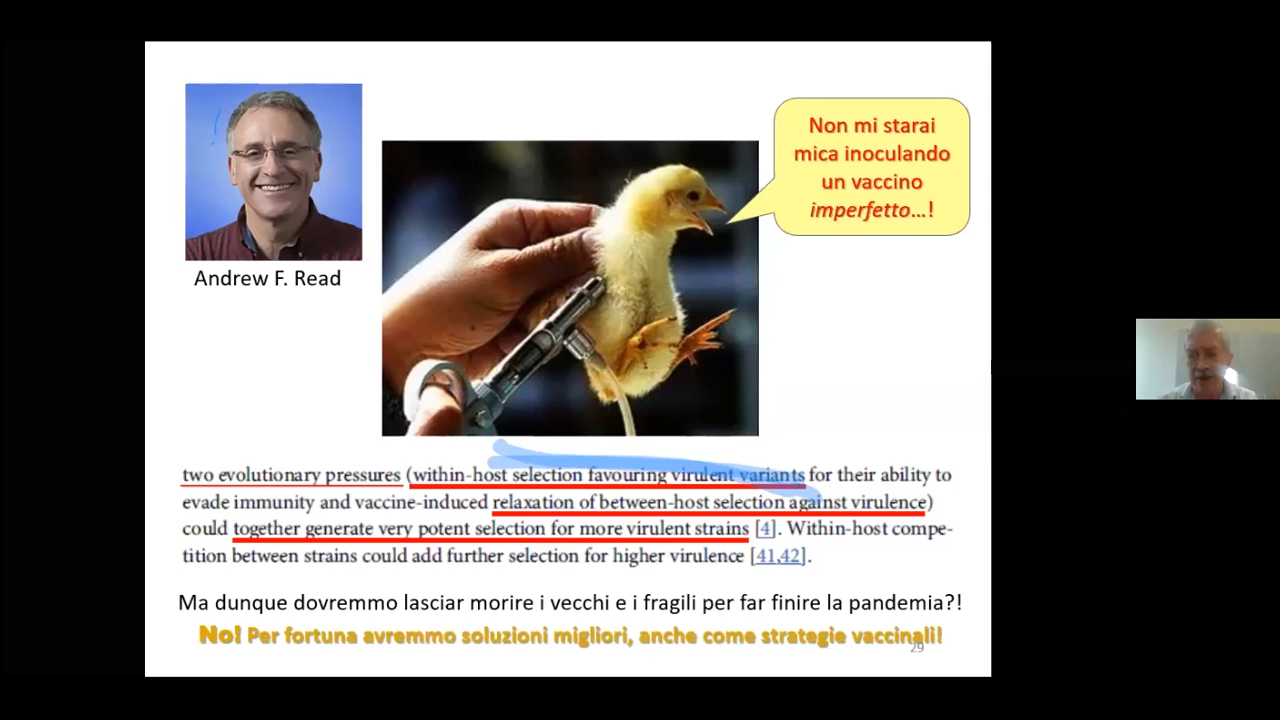 Non mi starai
mica inoculando
un vaccino
imperfetto...!
Andrew F. Read
two evolutionary pressures (within-host selection favouring virulent variants for their ability to
evade immunity and vaccine-induced relaxation of between-host selection against virulence)
could together generate very potent selection for more virulent strains [4]. Within-host compe-
tition between strains could add further selection for higher virulence [41,42].
Ma dunque dovremmo lasciar morire i vecchi e i fragili per far finire la pandemia?!
No! Per fortuna avremmo soluzioni migliori, anche come strategie vaccinali!
29